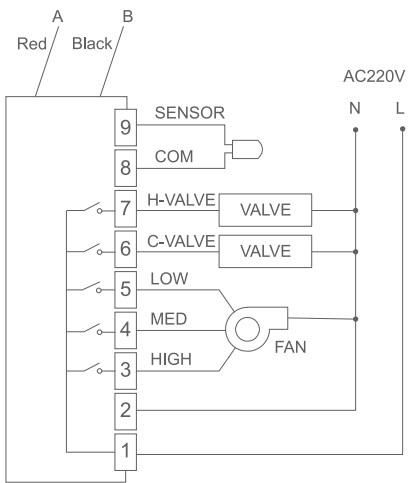 A B
Red Black
AC220V
N L
9 SENSOR
8 COM
7 H-VALVE VALVE
6 C-VALVE VALVE
5 LOW
4 MED
FAN
3 HIGH
2
1